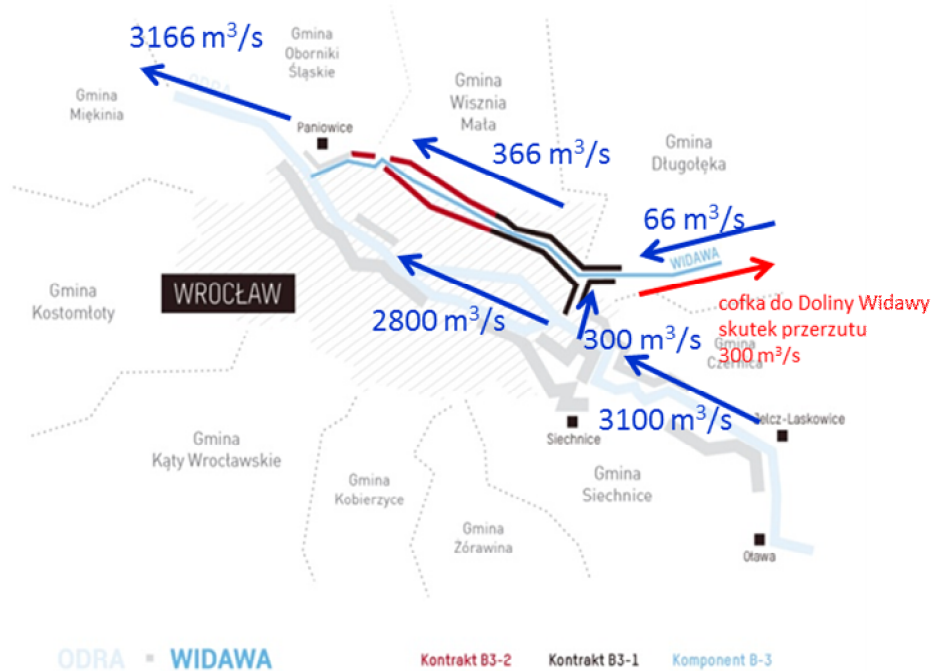 3166 m³/s
Gmina
Oborniki
Śląskie
ODRA
Gmina
Miękinia
Gmina
Wisznia
Mała
Paniowice
366 m³/s
Gmina
Długołęka
66 m³/s
WIDAWA
WROCŁAW
Gmina
Kostomłoty
2800 m³/s
300 m³/s
cofka do Doliny Widawy
skutek przerzutu
300 m³/s
Gmina
Czernica
3100 m³/s
Jelcz-Laskowice
Siechnice
Gmina
Kąty Wrocławskie
Gmina
Siechnice
Gmina
Kobierzyce
Gmina
Żórawina
Oława
ODRA WIDAWA
Kontrakt B3-2 Kontrakt B3-1 Komponent B-3